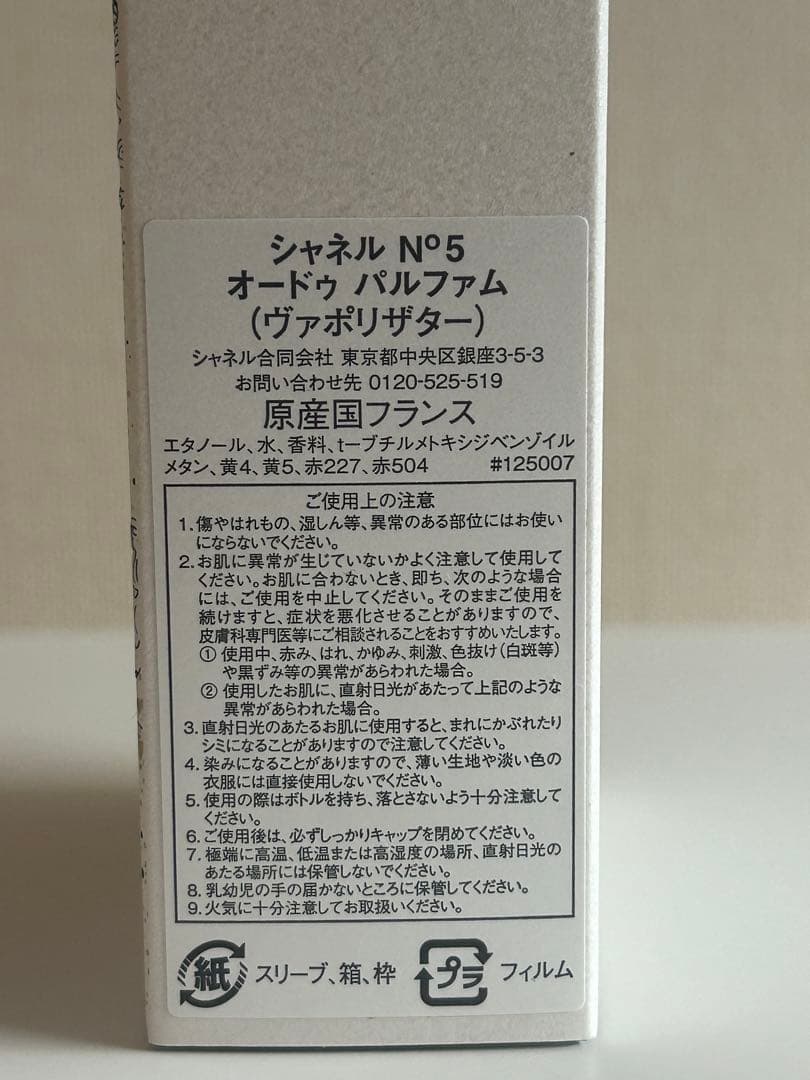 シャネル Nº5
オードゥ パルファム
(ヴァポリザター)
シャネル合同会社 東京都中央区銀座3-5-3
お問い合わせ先 0120-525-519
原産国フランス
エタノール、水、香料、t-ブチルメトキシジベンゾイル
メタン、黄4、黄5、赤227、赤504 #125007
ご使用上の注意
1.傷やはれもの、湿しん等、異常のある部位にはお使い
にならないでください。
2.お肌に異常が生じていないかよく注意して使用して
ください。お肌に合わないとき、即ち、次のような場合
には、ご使用を中止してください。そのままご使用を
続けますと、症状を悪化させることがありますので、
皮膚科専門医等にご相談されることをおすすめいたします。
① 使用中、赤み、はれ、かゆみ、刺激、色抜け(白斑等)
や黒ずみ等の異常があらわれた場合。
② 使用したお肌に、直射日光があたって上記のような
異常があらわれた場合。
3.直射日光のあたるお肌に使用すると、まれにかぶれたり
シミになることがありますので注意してください。
4.染みになることがありますので、薄い生地や淡い色の
衣服には直接使用しないでください。
5.使用の際はボトルを持ち、落とさないよう十分注意して
ください。
6.ご使用後は、必ずしっかりキャップを閉めてください。
7.極端に高温、低温または高湿度の場所、直射日光の
あたる場所には保管しないでください。
8.乳幼児の手の届かないところに保管してください。
9.火気に十分注意してお取扱いください。
紙 スリーブ、箱、枠 プラ フィルム